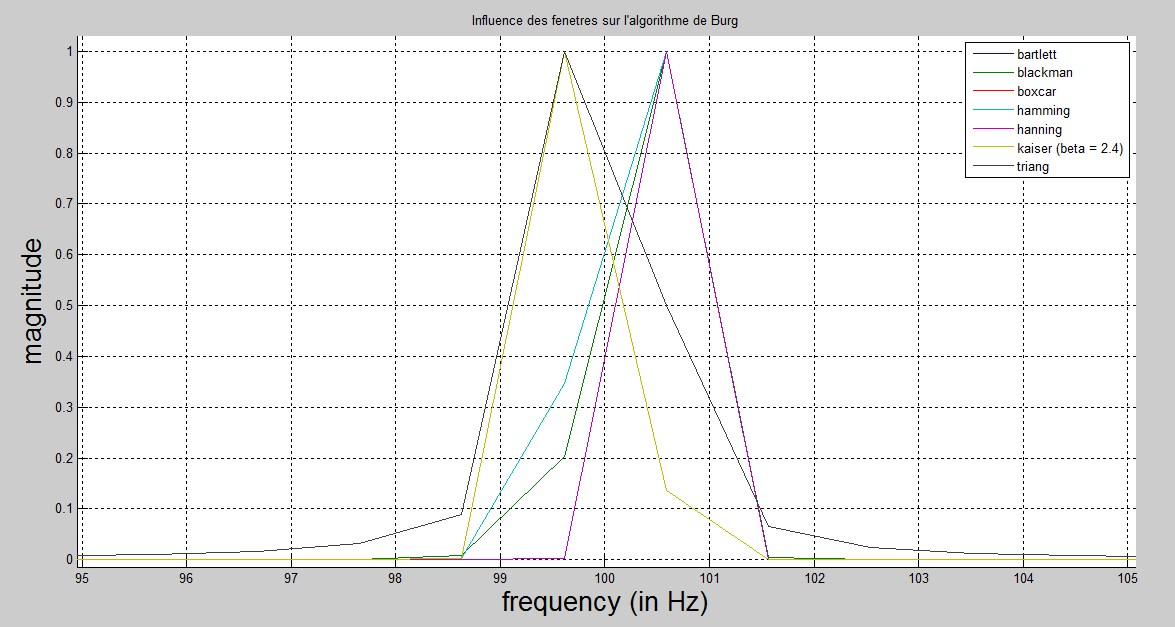 Influence des fenetres sur l'algorithme de Burg
bartlett
blackman
boxcar
hamming
hanning
kaiser (beta = 2.4)
triang
magnitude
1
0.9
0.8
0.7
0.6
0.5
0.4
0.3
0.2
0.1
0
95 96 97 98 99 100 101 102 103 104 105
frequency (in Hz)